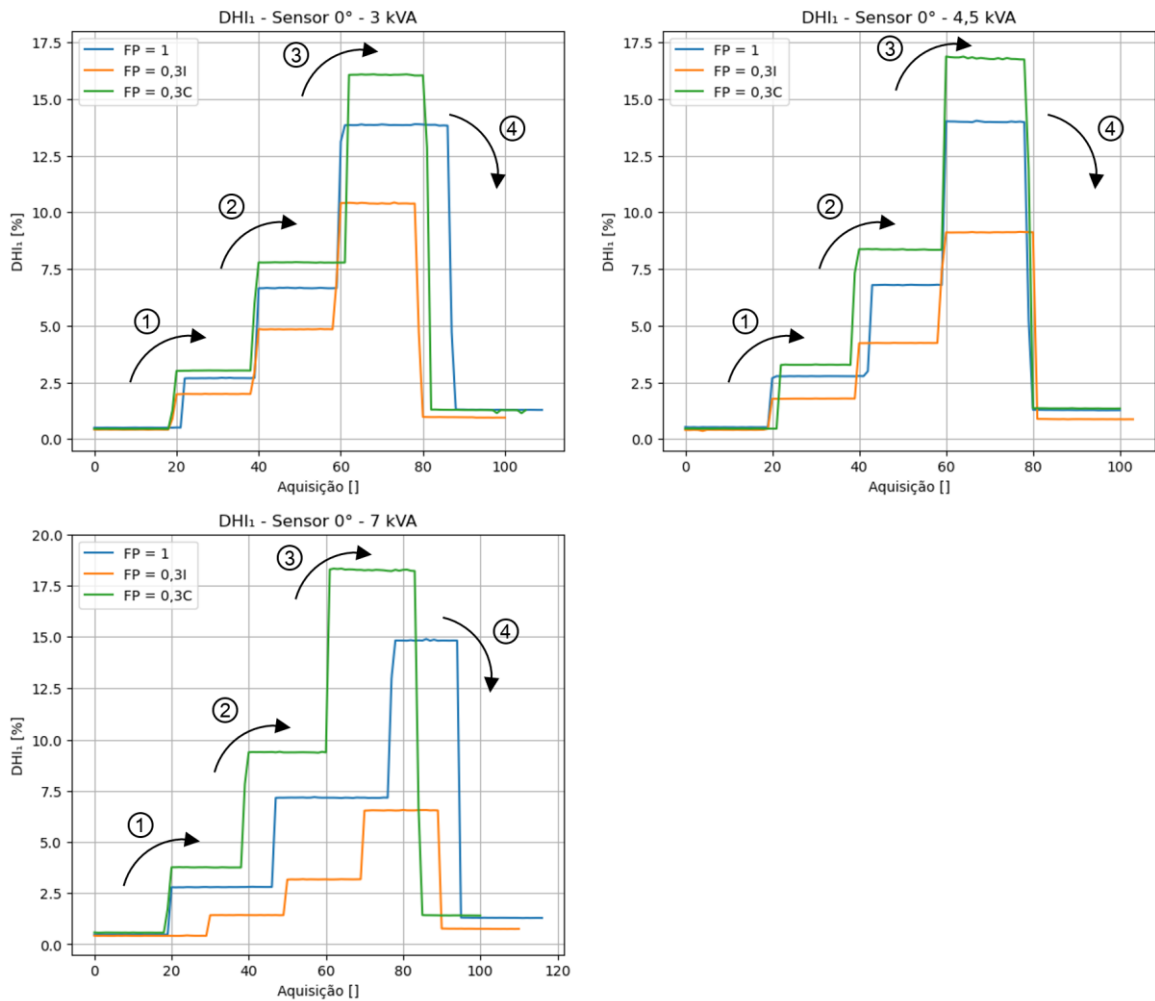 DHI₁ - Sensor 0° - 3 kVA
17.5
15.0
12.5
10.0
7.5
5.0
2.5
0.0
DHI₁ [%]
FP = 1
FP = 0,3I
FP = 0,3C
①
②
③
④
0 20 40 60 80 100
Aquisição []
DHI₁ - Sensor 0° - 4,5 kVA
17.5
15.0
12.5
10.0
7.5
5.0
2.5
0.0
DHI₁ [%]
FP = 1
FP = 0,3I
FP = 0,3C
①
②
③
④
0 20 40 60 80 100
Aquisição []
DHI₁ - Sensor 0° - 7 kVA
20.0
17.5
15.0
12.5
10.0
7.5
5.0
2.5
0.0
DHI₁ [%]
FP = 1
FP = 0,3I
FP = 0,3C
①
②
③
④
0 20 40 60 80 100 120
Aquisição []